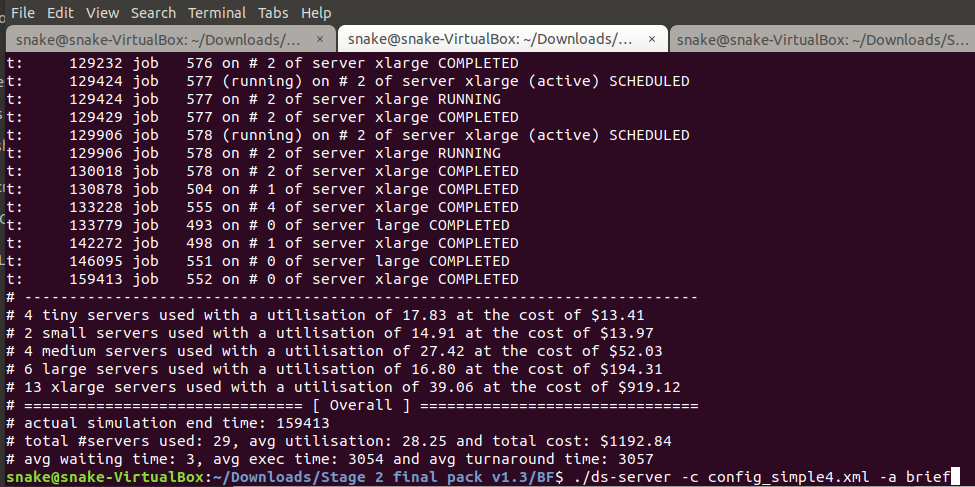 File Edit View Search Terminal Tabs Help
snake@snake-VirtualBox: ~/Downloads/... × snake@snake-VirtualBox: ~/Downloads/... × snake@snake-VirtualBox: ~/Downloads/S...
t: 129232 job 576 on # 2 of server xlarge COMPLETED
t: 129424 job 577 (running) on # 2 of server xlarge (active) SCHEDULED
t: 129424 job 577 on # 2 of server xlarge RUNNING
t: 129429 job 577 on # 2 of server xlarge COMPLETED
t: 129906 job 578 (running) on # 2 of server xlarge (active) SCHEDULED
t: 129906 job 578 on # 2 of server xlarge RUNNING
t: 130018 job 578 on # 2 of server xlarge COMPLETED
t: 130878 job 504 on # 1 of server xlarge COMPLETED
t: 133228 job 555 on # 4 of server xlarge COMPLETED
t: 133779 job 493 on # 0 of server large COMPLETED
t: 142272 job 498 on # 1 of server xlarge COMPLETED
t: 146095 job 551 on # 0 of server large COMPLETED
t: 159413 job 552 on # 0 of server xlarge COMPLETED
# ---------------------------------------------------------------------------
# 4 tiny servers used with a utilisation of 17.83 at the cost of $13.41
# 2 small servers used with a utilisation of 14.91 at the cost of $13.97
# 4 medium servers used with a utilisation of 27.42 at the cost of $52.03
# 6 large servers used with a utilisation of 16.80 at the cost of $194.31
# 13 xlarge servers used with a utilisation of 39.06 at the cost of $919.12
# =============================== [ Overall ] ===============================
# actual simulation end time: 159413
# total #servers used: 29, avg utilisation: 28.25 and total cost: $1192.84
# avg waiting time: 3, avg exec time: 3054 and avg turnaround time: 3057
snake@snake-VirtualBox:~/Downloads/Stage 2 final pack v1.3/BF$ ./ds-server -c config_simple4.xml -a brief